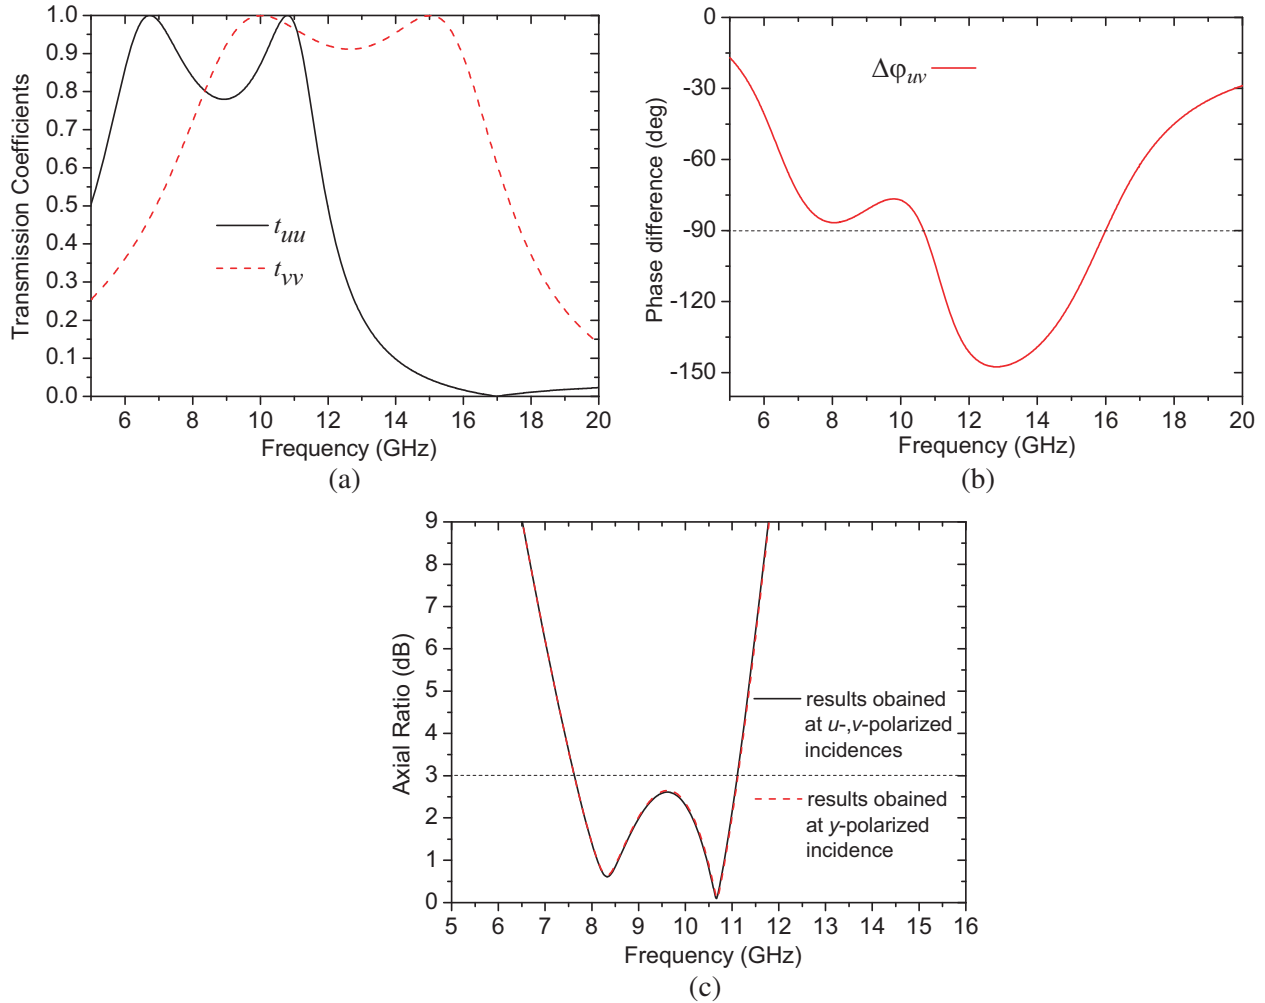 1.0
0.9
0.8
0.7
0.6
0.5
0.4
0.3
0.2
0.1
0.0
Transmission Coefficients
t_uu
t_vv
6 8 10 12 14 16 18 20
Frequency (GHz)
(a)
0
-30
-60
-90
-120
-150
Phase difference (deg)
Δφ_uv
6 8 10 12 14 16 18 20
Frequency (GHz)
(b)
9
8
7
6
5
4
3
2
1
0
Axial Ratio (dB)
results obained
at u-,v-polarized
incidences
results obained
at y-polarized
incidence
5 6 7 8 9 10 11 12 13 14 15 16
Frequency (GHz)
(c)